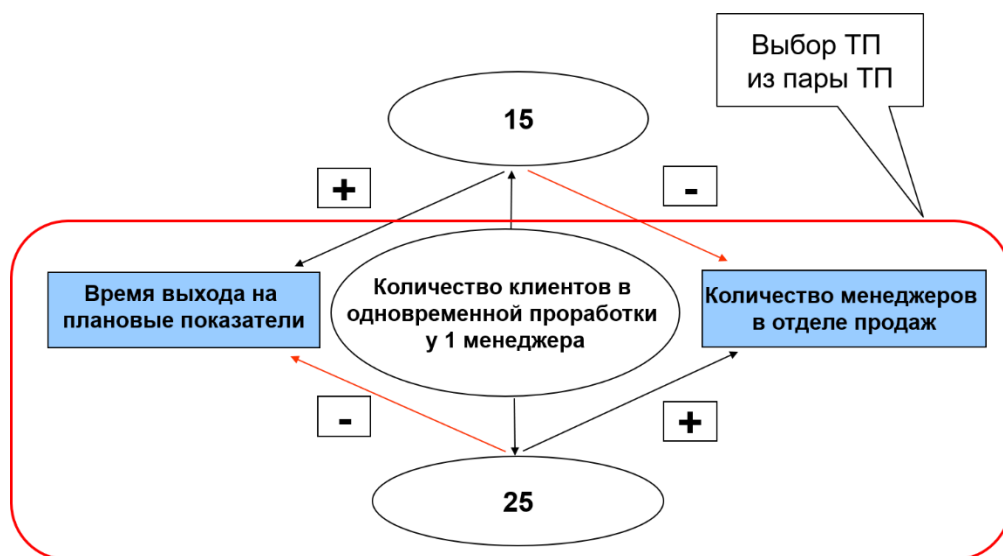 Выбор ТП
из пары ТП
15
+
-
Время выхода на
плановые показатели
Количество клиентов в
одновременной проработки
у 1 менеджера
Количество менеджеров
в отделе продаж
-
+
25